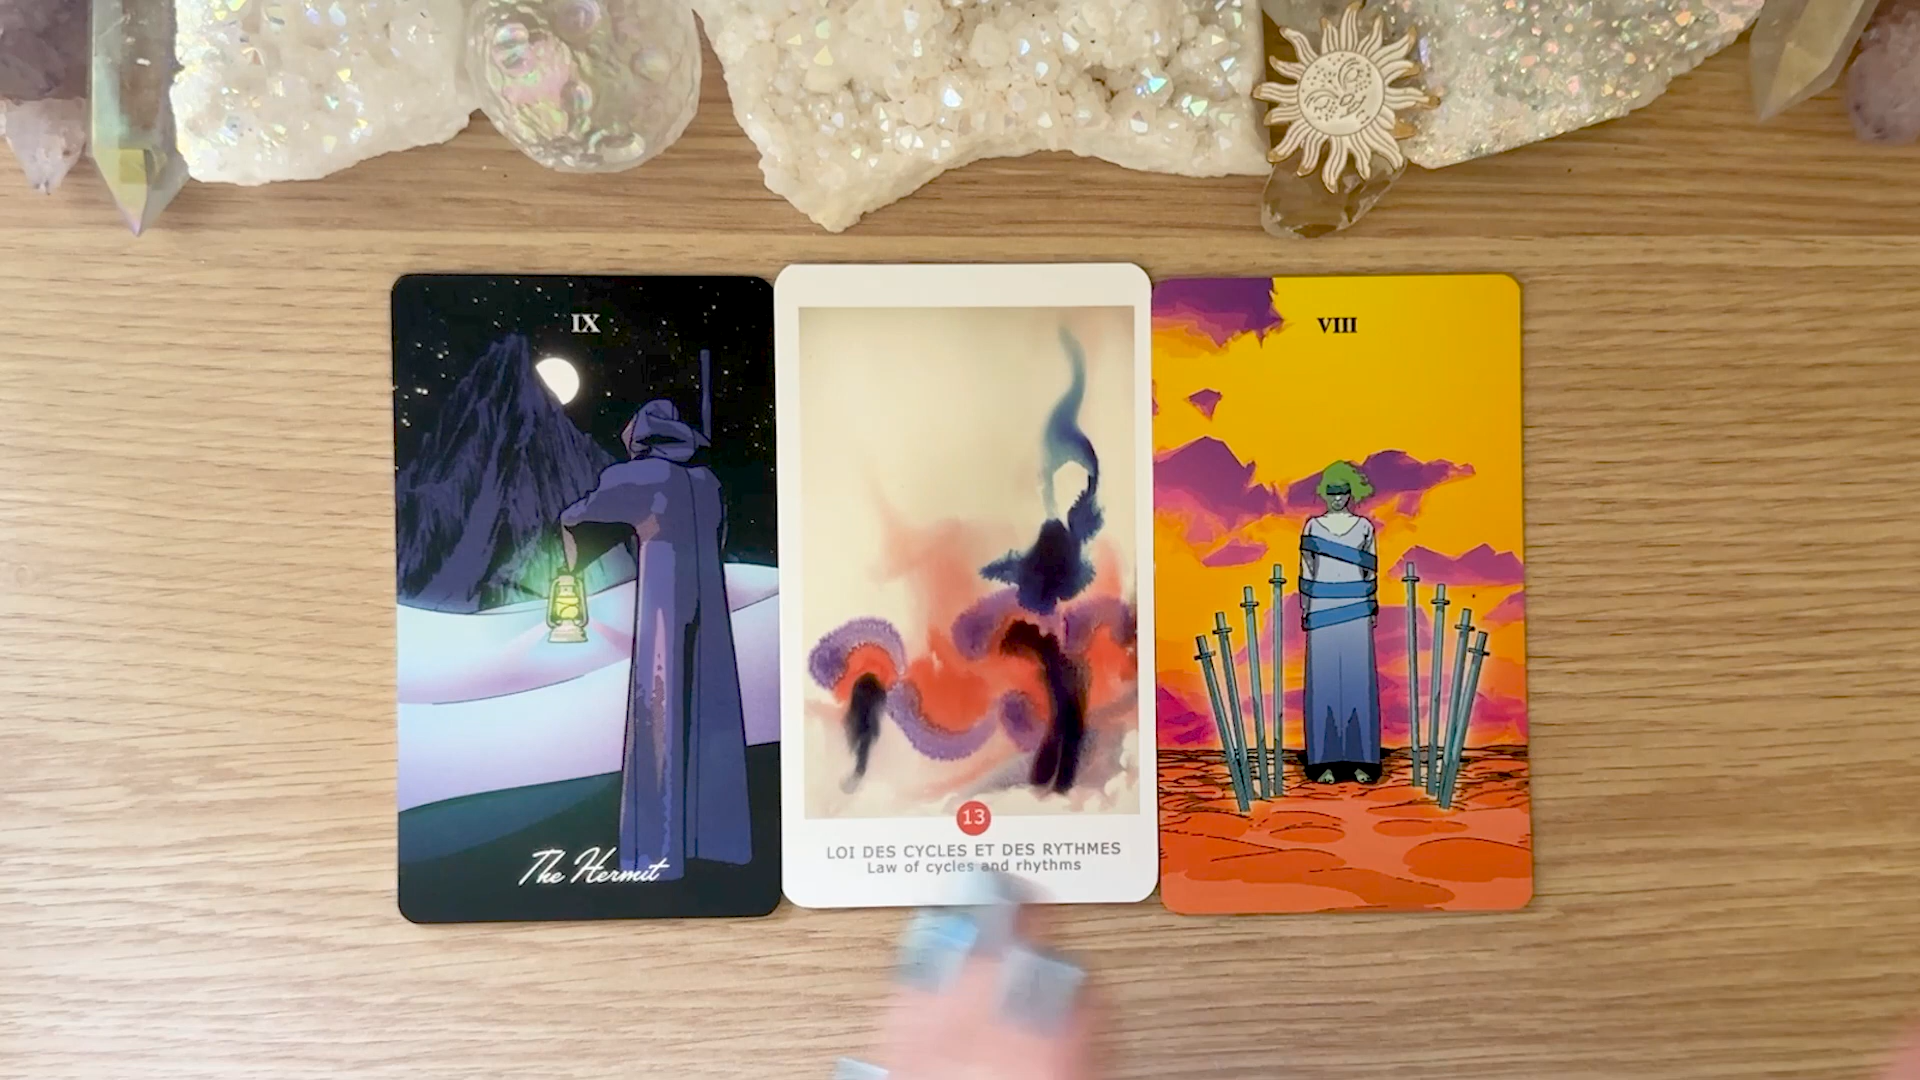 IX
The Hermit
13
LOI DES CYCLES ET DES RYTHMES
Law of cycles and rhythms
VIII